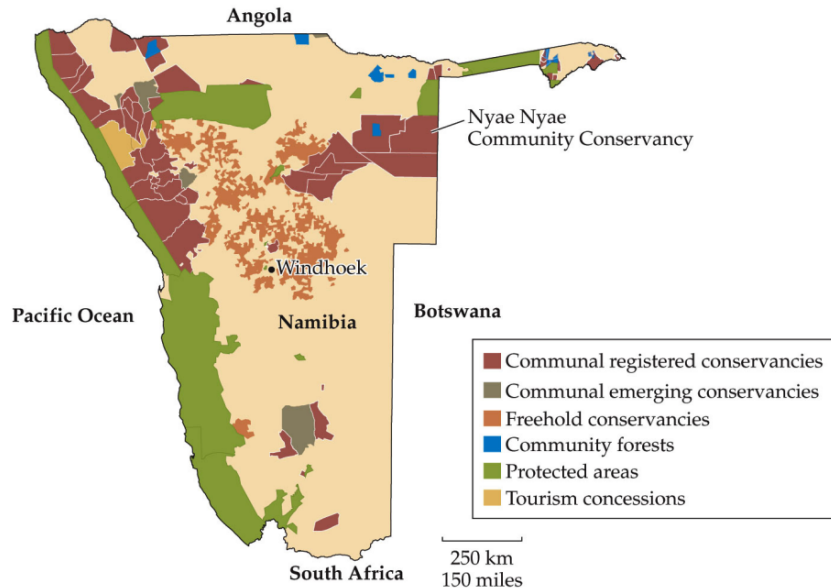 Angola
Nyae Nyae
Community Conservancy
Windhoek
Pacific Ocean
Namibia
Botswana
Communal registered conservancies
Communal emerging conservancies
Freehold conservancies
Community forests
Protected areas
Tourism concessions
250 km
150 miles
South Africa